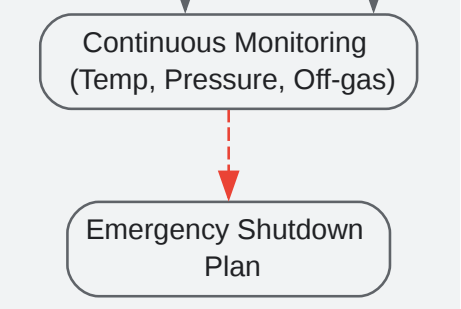 Continuous Monitoring
(Temp, Pressure, Off-gas)
Emergency Shutdown
Plan